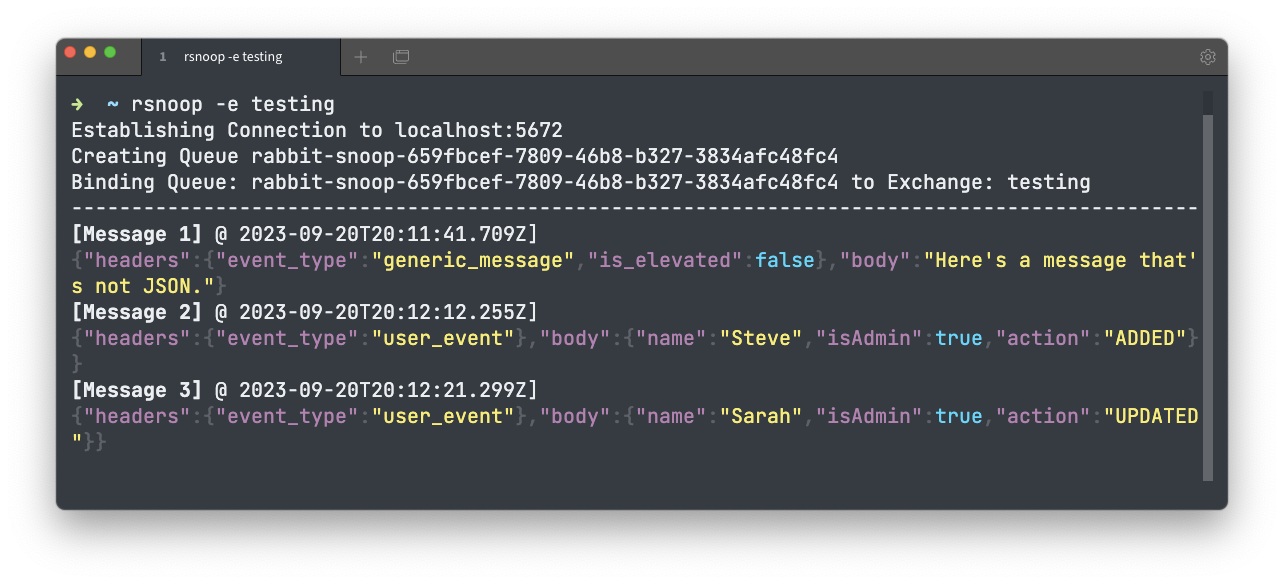 1 rsnoop -e testing
→ ~ rsnoop -e testing
Establishing Connection to localhost:5672
Creating Queue rabbit-snoop-659fbcef-7809-46b8-b327-3834afc48fc4
Binding Queue: rabbit-snoop-659fbcef-7809-46b8-b327-3834afc48fc4 to Exchange: testing
----------------------------------------------------------------------------------------------
[Message 1] @ 2023-09-20T20:11:41.709Z]
{"headers":{"event_type":"generic_message","is_elevated":false},"body":"Here's a message that'
s not JSON."}
[Message 2] @ 2023-09-20T20:12:12.255Z]
{"headers":{"event_type":"user_event"},"body":{"name":"Steve","isAdmin":true,"action":"ADDED"}
}
[Message 3] @ 2023-09-20T20:12:21.299Z]
{"headers":{"event_type":"user_event"},"body":{"name":"Sarah","isAdmin":true,"action":"UPDATED
"}}